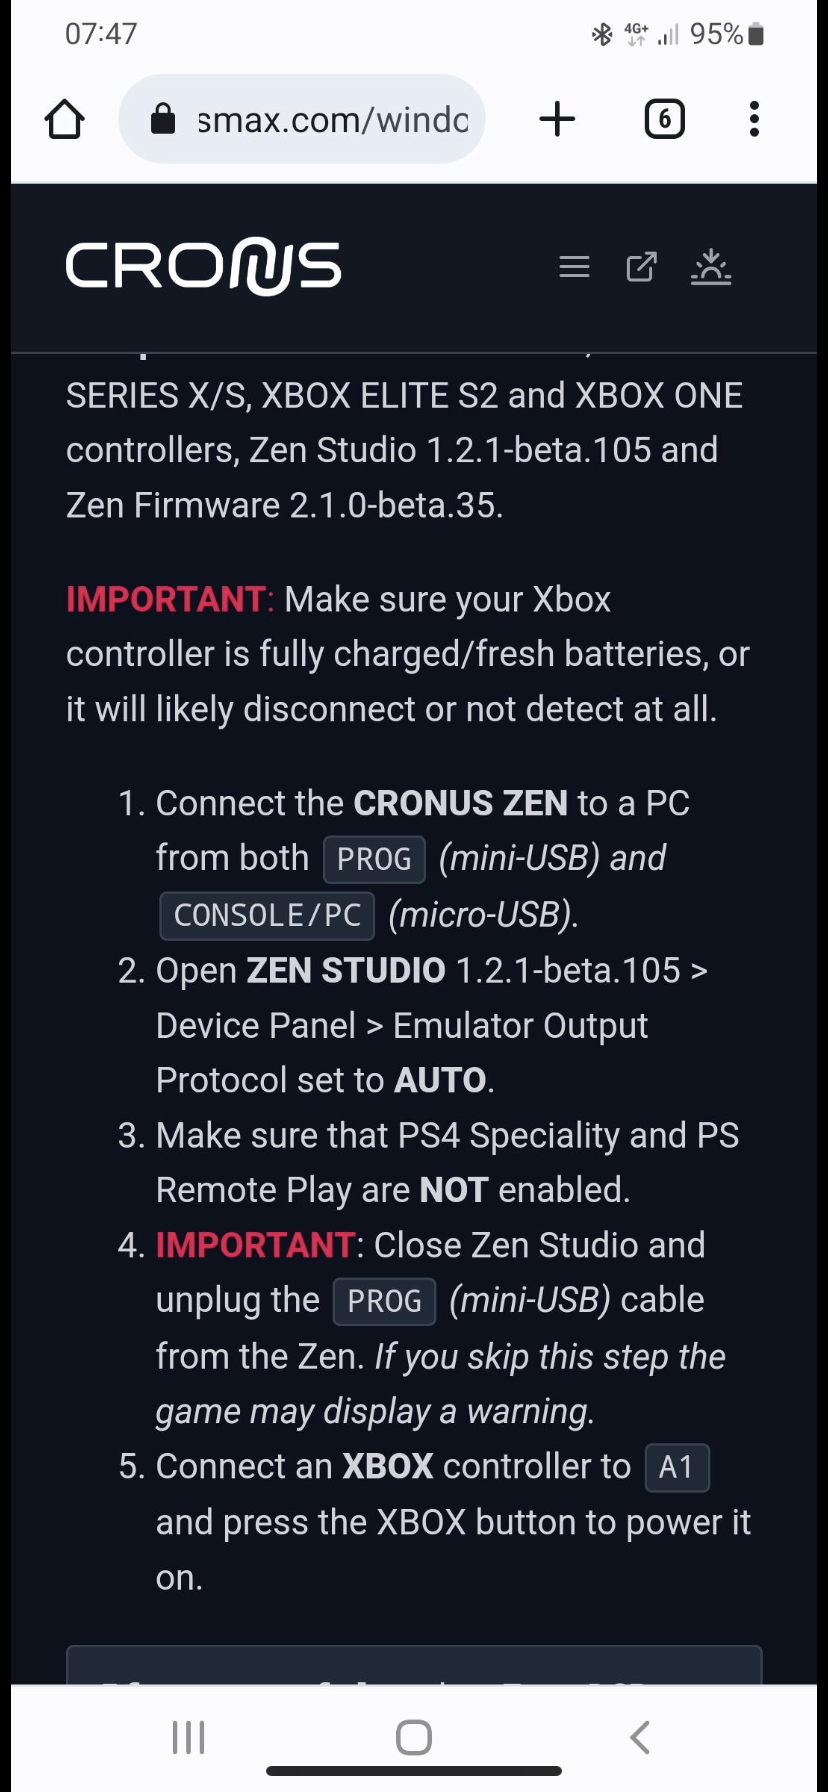 07:47 4G+ 95%
smax.com/windo 6
CRONUS
SERIES X/S, XBOX ELITE S2 and XBOX ONE
controllers, Zen Studio 1.2.1-beta.105 and
Zen Firmware 2.1.0-beta.35.
IMPORTANT: Make sure your Xbox
controller is fully charged/fresh batteries, or
it will likely disconnect or not detect at all.
1. Connect the CRONUS ZEN to a PC
from both PROG (mini-USB) and
CONSOLE/PC (micro-USB).
2. Open ZEN STUDIO 1.2.1-beta.105 >
Device Panel > Emulator Output
Protocol set to AUTO.
3. Make sure that PS4 Speciality and PS
Remote Play are NOT enabled.
4. IMPORTANT: Close Zen Studio and
unplug the PROG (mini-USB) cable
from the Zen. If you skip this step the
game may display a warning.
5. Connect an XBOX controller to A1
and press the XBOX button to power it
on.